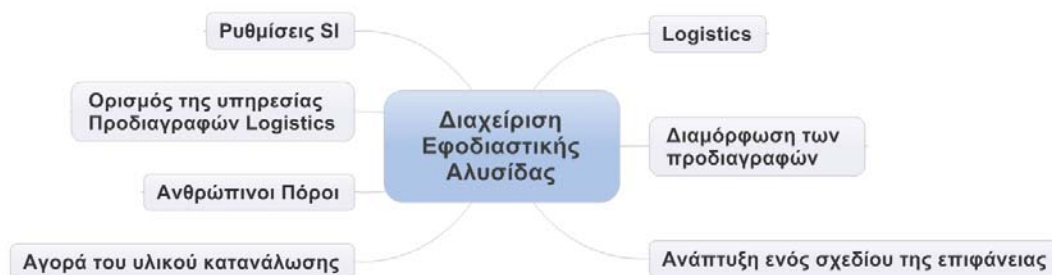 Ρυθμίσεις SI
Logistics
Ορισμός της υπηρεσίας
Προδιαγραφών Logistics
Διαχείριση
Εφοδιαστικής
Αλυσίδας
Διαμόρφωση των
προδιαγραφών
Ανθρώπινοι Πόροι
Αγορά του υλικού κατανάλωσης
Ανάπτυξη ενός σχεδίου της επιφάνειας